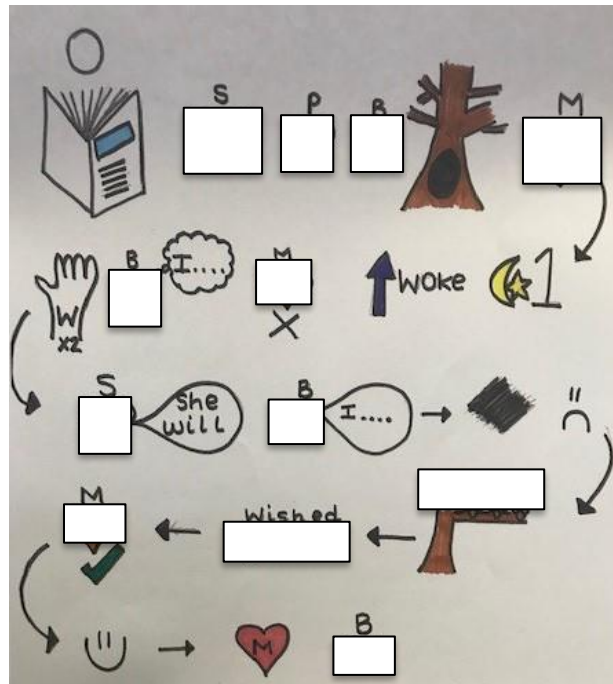 O
S P B M
B I..... M
W
x2
X
WOKE 1
S
She
will
B
I....
M
Wished
M B